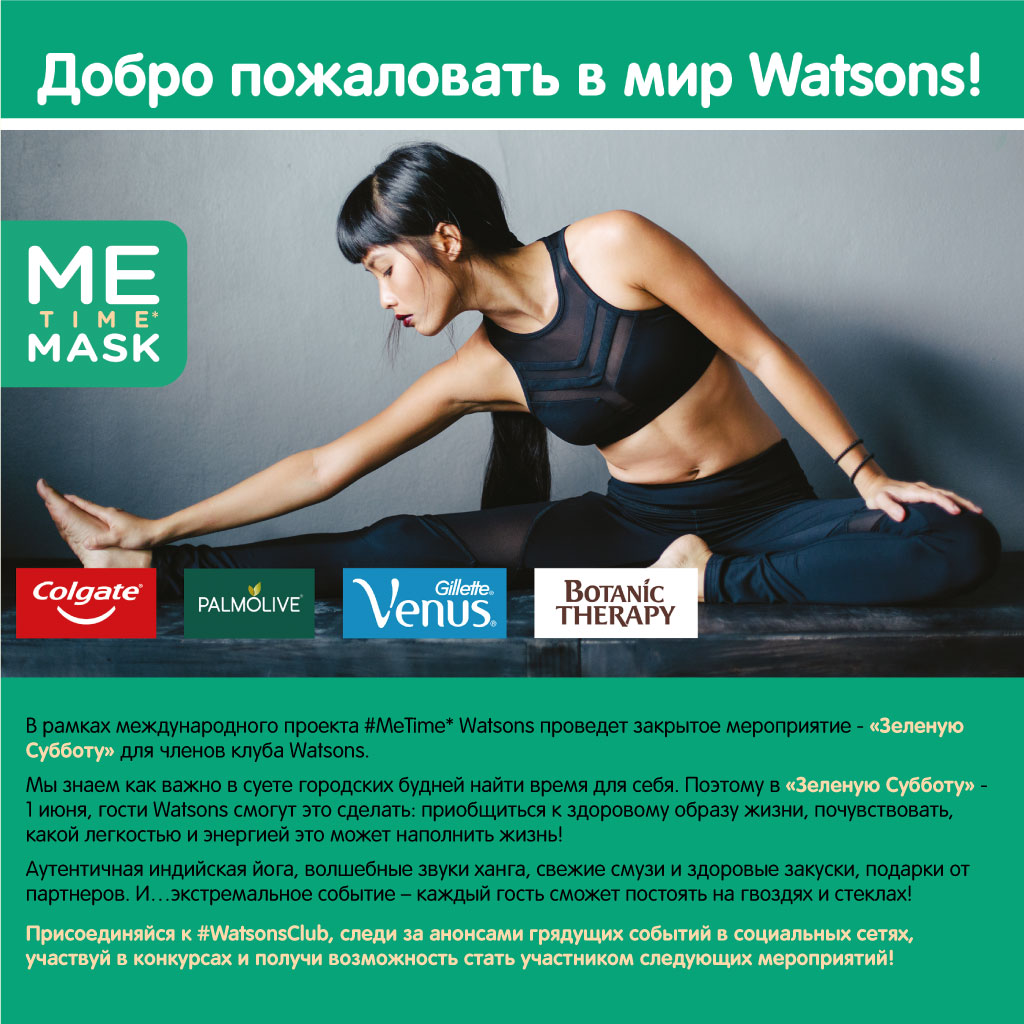 Добро пожаловать в мир Watsons!
ME
TIME*
MASK
Colgate®
PALMOLIVE®
Gillette®
Venus®
BOTANIC
THERAPY
В рамках международного проекта #MeTime* Watsons проведет закрытое мероприятие - «Зеленую
Субботу» для членов клуба Watsons.
Мы знаем как важно в суете городских будней найти время для себя. Поэтому в «Зеленую Субботу» -
1 июня, гости Watsons смогут это сделать: приобщиться к здоровому образу жизни, почувствовать,
какой легкостью и энергией это может наполнить жизнь!
Аутентичная индийская йога, волшебные звуки ханга, свежие смузи и здоровые закуски, подарки от
партнеров. И...экстремальное событие – каждый гость сможет постоять на гвоздях и стеклах!
Присоединяйся к #WatsonsClub, следи за анонсами грядущих событий в социальных сетях,
участвуй в конкурсах и получи возможность стать участником следующих мероприятий!